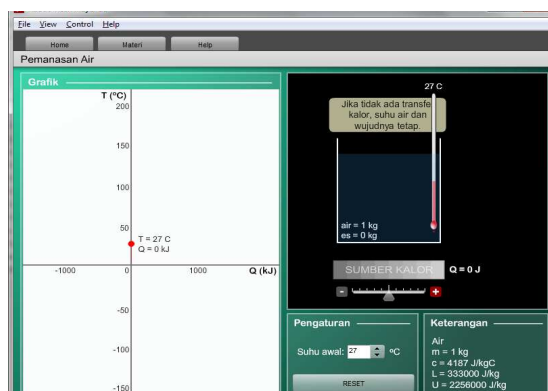 File View Control Help
Home Materi Help
Pemanasan Air
Grafik
T (ºC)
200
150
100
50
T = 27 C
Q = 0 kJ
-1000 0 1000 Q (kJ)
-50
-100
-150
27 C
Jika tidak ada transfe
kalor, suhu air dan
wujudnya tetap.
air = 1 kg
es = 0 kg
SUMBER KALOR Q = 0 J
- +
Pengaturan
Suhu awal: 27 ºC
RESET
Keterangan
Air
m = 1 kg
c = 4187 J/kgC
L = 333000 J/kg
U = 2256000 J/kg